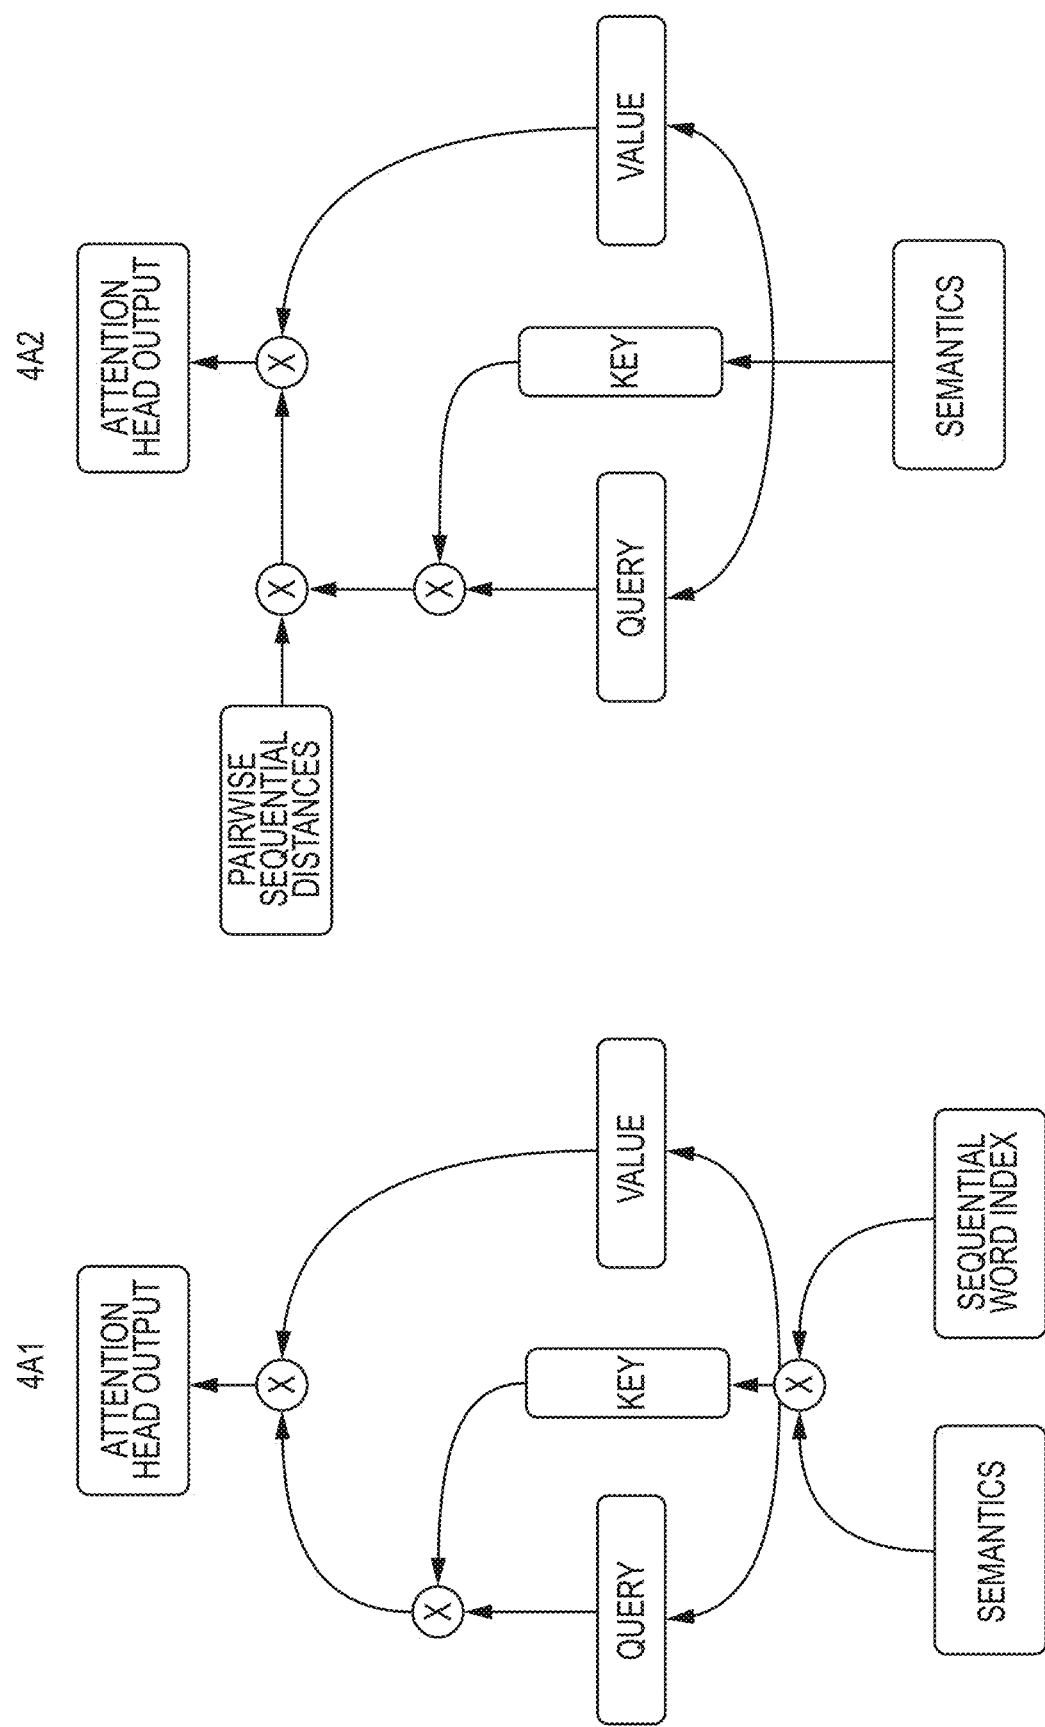 4A1
ATTENTION
HEAD OUTPUT
X
X
QUERY
KEY
VALUE
X
SEMANTICS
SEQUENTIAL
WORD INDEX
4A2
ATTENTION
HEAD OUTPUT
PAIRWISE
SEQUENTIAL
DISTANCES
X
X
X
QUERY
KEY
VALUE
SEMANTICS